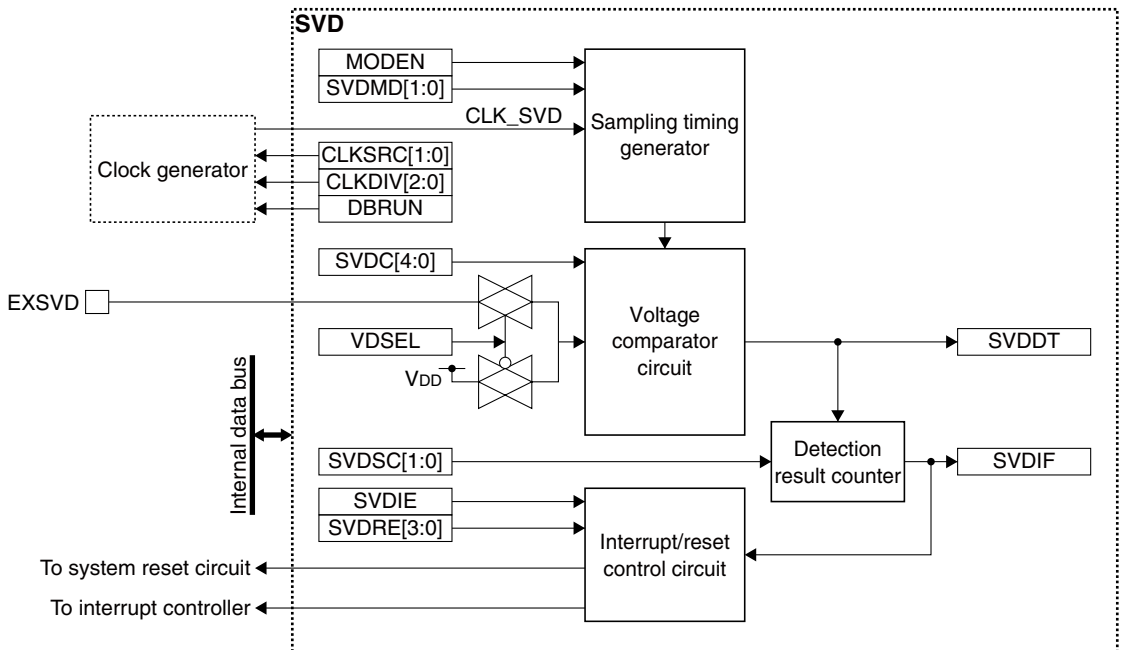 SVD
MODEN
SVDMD[1:0]
CLK_SVD
Sampling timing
generator
Clock generator
CLKSRC[1:0]
CLKDIV[2:0]
DBRUN
SVDC[4:0]
EXSVD
Voltage
comparator
circuit
VDSEL
SVDDT
VDD
Internal data bus
Detection
result counter
SVDSC[1:0]
SVDIF
SVDIE
SVDRE[3:0]
Interrupt/reset
control circuit
To system reset circuit
To interrupt controller